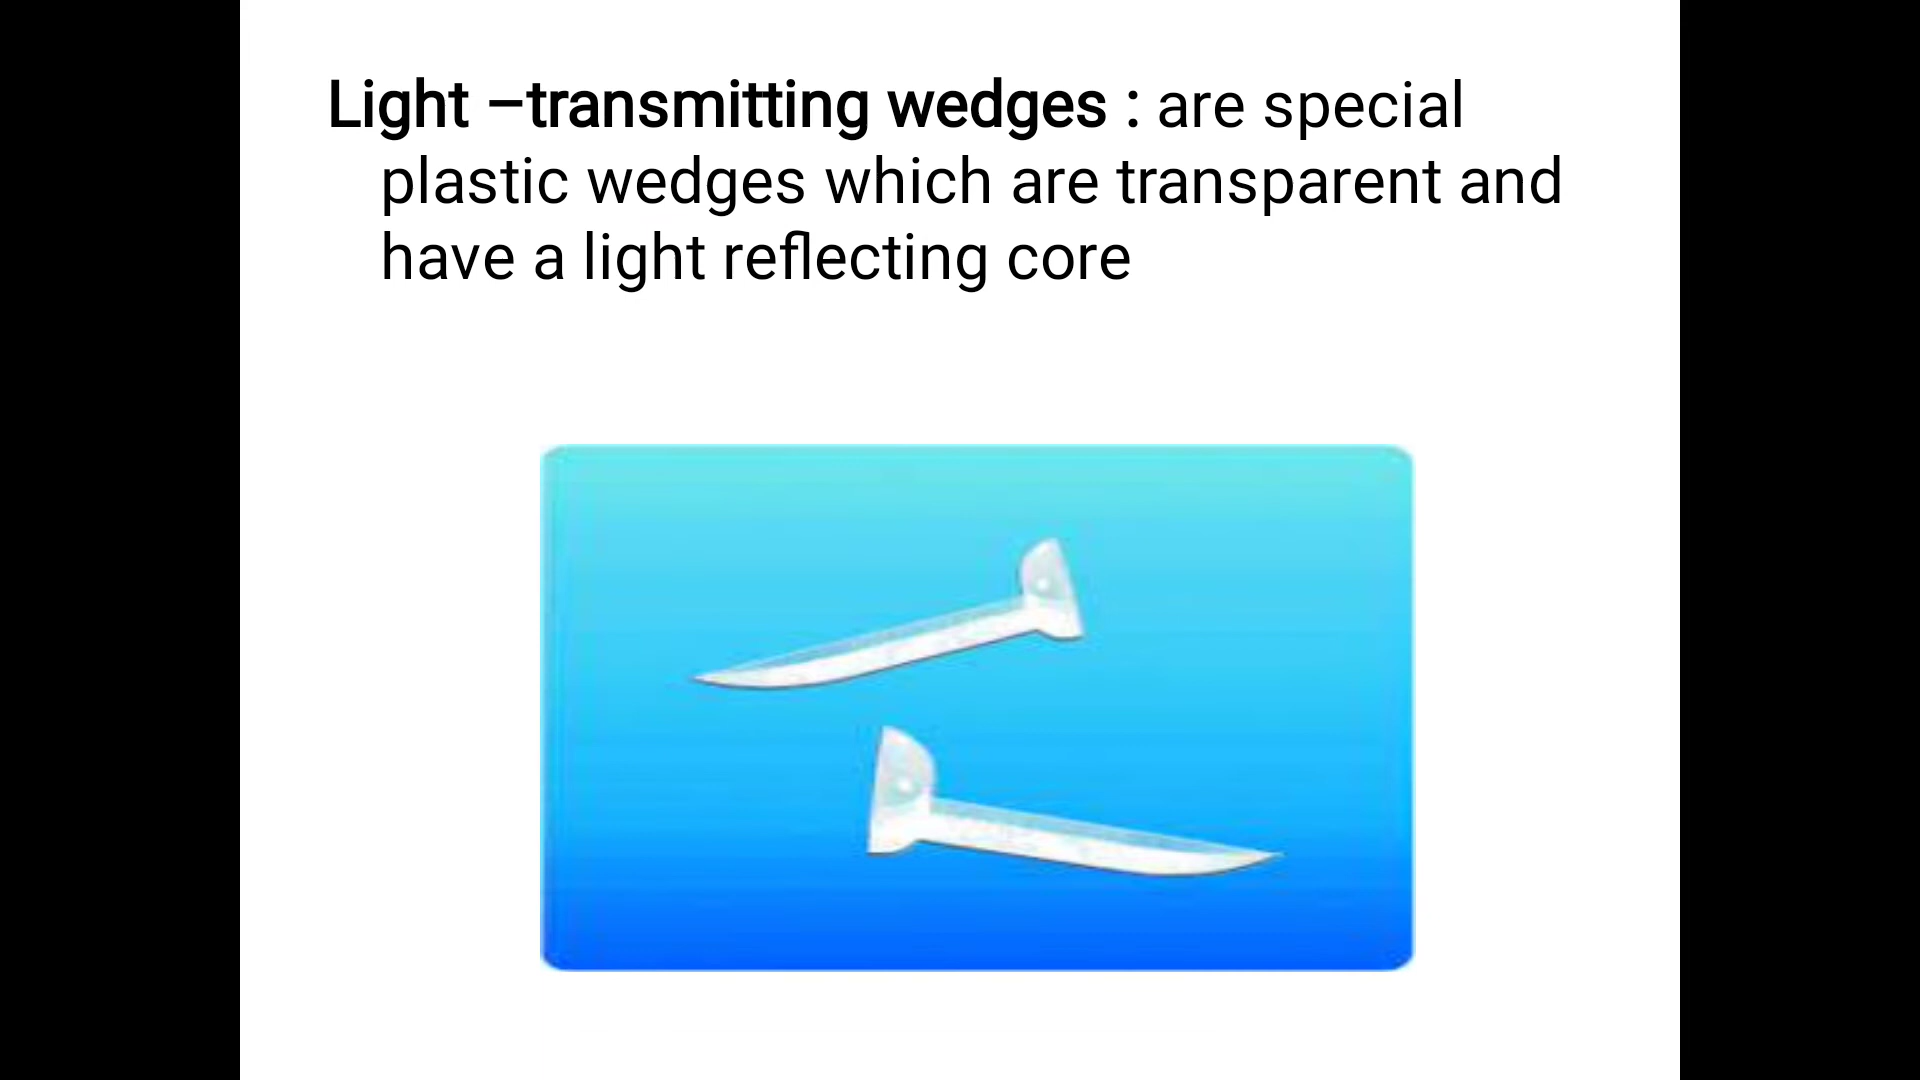 Light –transmitting wedges : are special
plastic wedges which are transparent and
have a light reflecting core